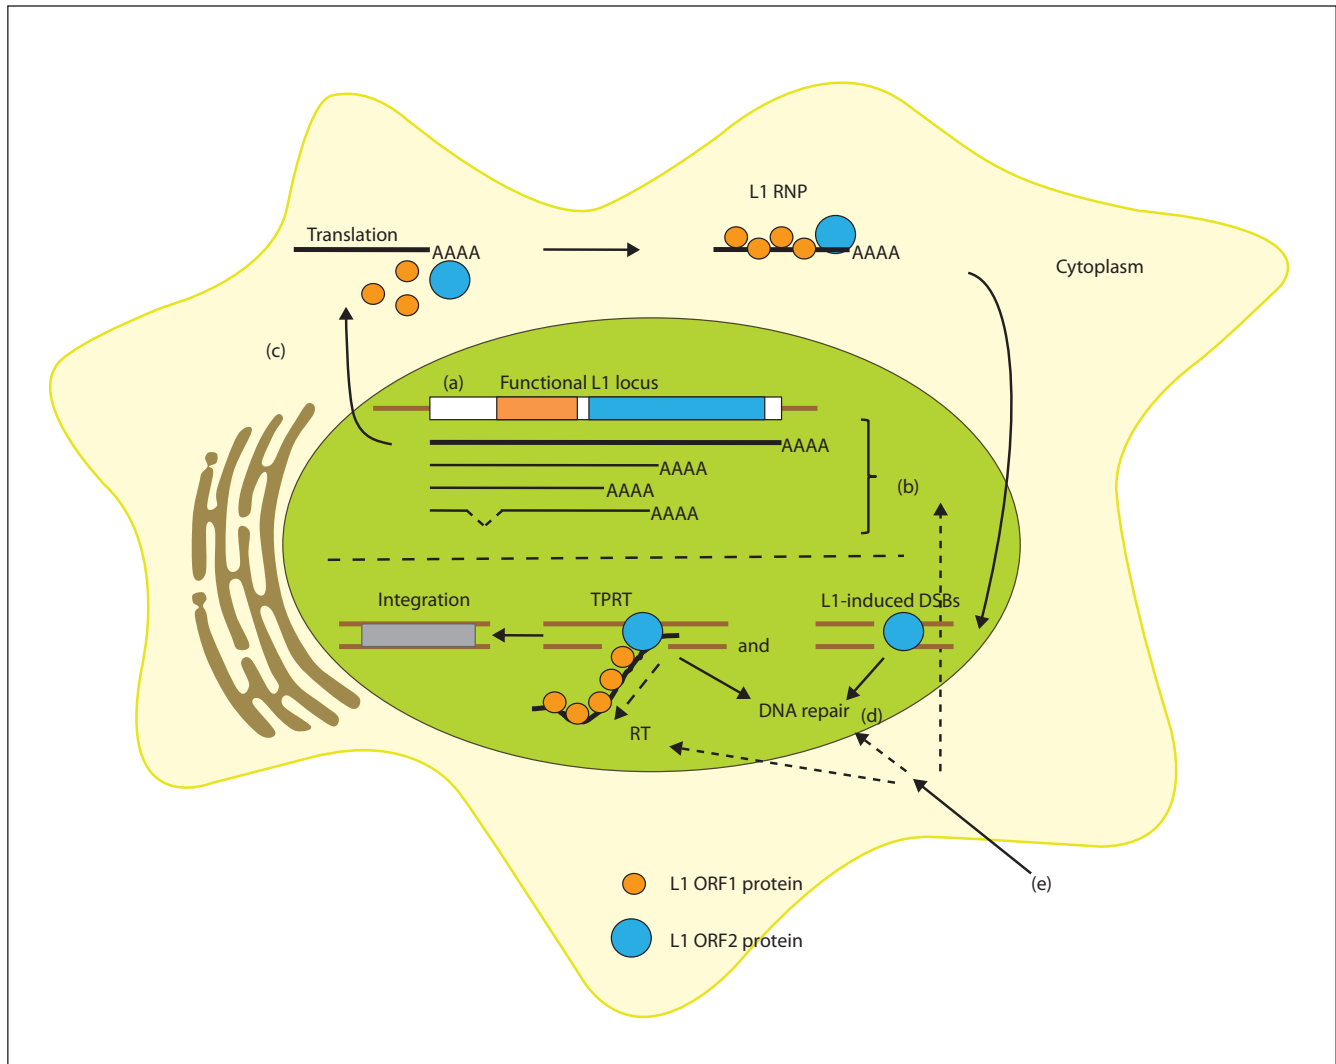 L1 RNP
Translation
AAAA
AAAA
Cytoplasm
(c)
(a)
Functional L1 locus
AAAA
AAAA
AAAA
AAAA
(b)
Integration
TPRT
L1-induced DSBs
and
DNA repair
(d)
RT
(e)
L1 ORF1 protein
L1 ORF2 protein